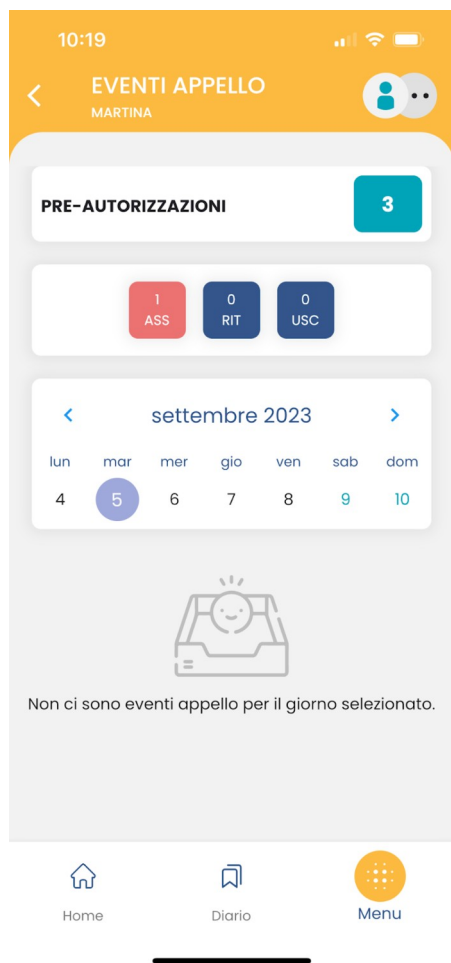 10:19
EVENTI APPELLO
MARTINA
PRE-AUTORIZZAZIONI 3
1 0 0
ASS RIT USC
settembre 2023
lun mar mer gio ven sab dom
4 5 6 7 8 9 10
Non ci sono eventi appello per il giorno selezionato.
Home Diario Menu